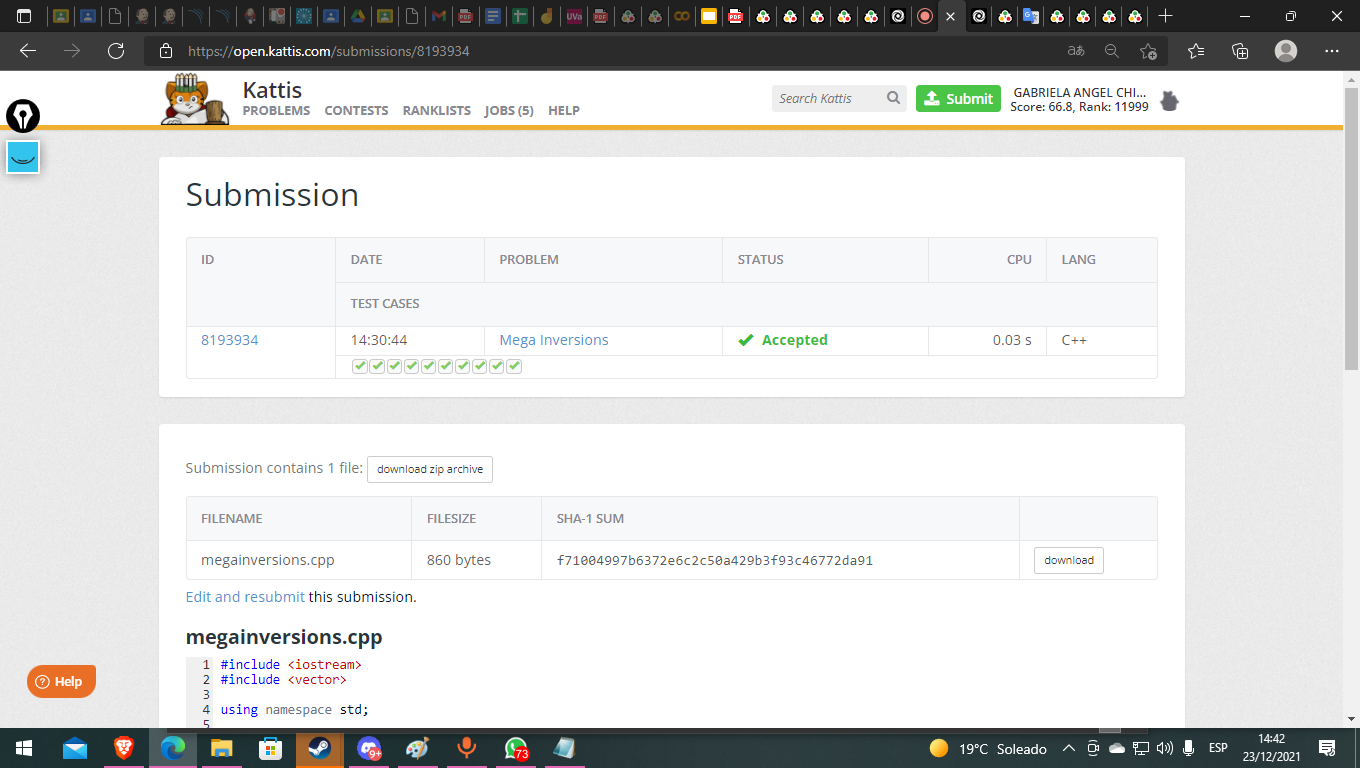 UVa
PDF
https://open.kattis.com/submissions/8193934
aあ
Kattis
PROBLEMS CONTESTS RANKLISTS JOBS (5) HELP
Search Kattis
Submit
GABRIELA ANGEL CHI...
Score: 66.8, Rank: 11999
Submission
ID DATE PROBLEM STATUS CPU LANG
TEST CASES
8193934 14:30:44 Mega Inversions Accepted 0.03 s C++
Submission contains 1 file: download zip archive
FILENAME FILESIZE SHA-1 SUM
megainversions.cpp 860 bytes f71004997b6372e6c2c50a429b3f93c46772da91 download
Edit and resubmit this submission.
megainversions.cpp
1 #include <iostream>
2 #include <vector>
3
4 using namespace std;
5
Help
9+
73
19°C Soleado
ESP
14:42
23/12/2021